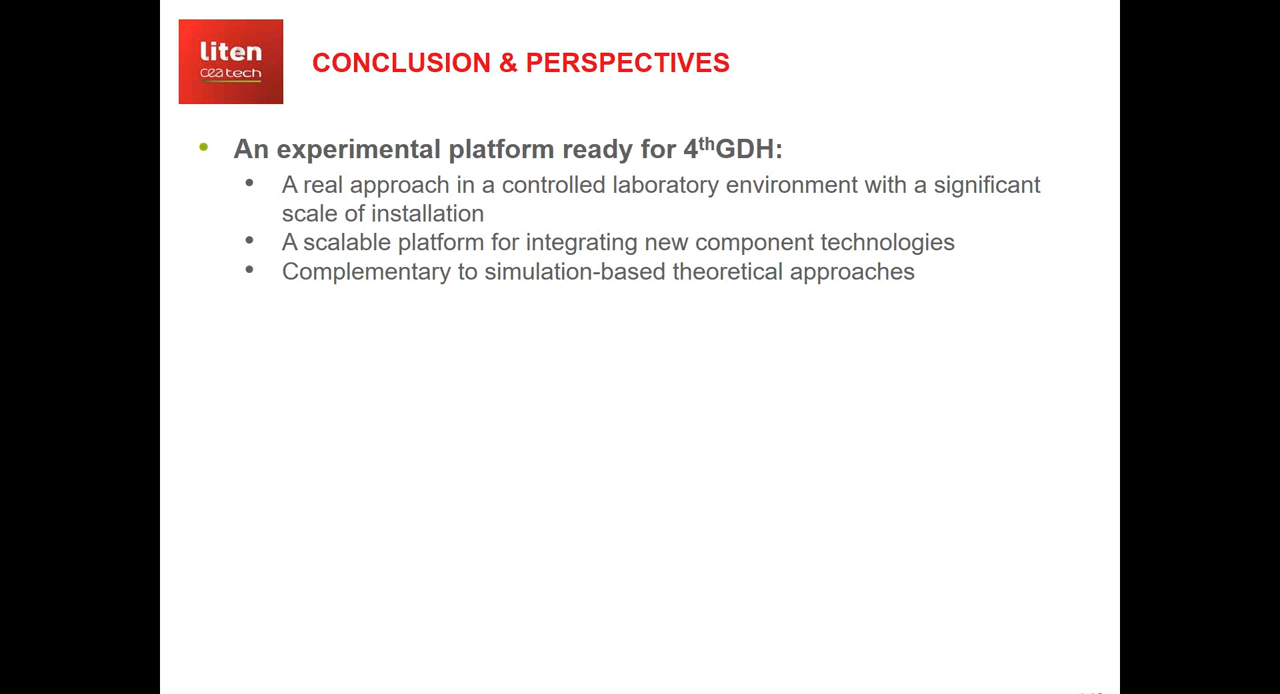 liten
ceatech
CONCLUSION & PERSPECTIVES
• An experimental platform ready for 4thGDH:
• A real approach in a controlled laboratory environment with a significant
scale of installation
• A scalable platform for integrating new component technologies
• Complementary to simulation-based theoretical approaches